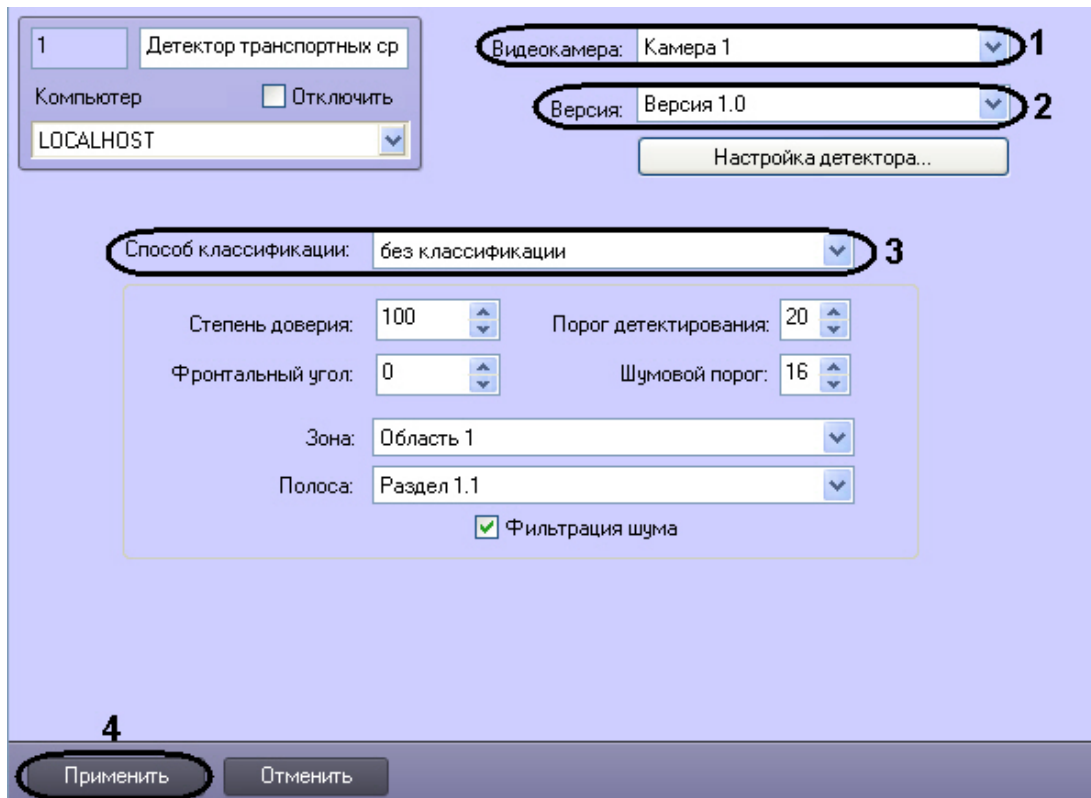 1
Детектор транспортных ср
Компьютер
Отключить
LOCALHOST
Видеокамера: Камера 1 1
Версия: Версия 1.0 2
Настройка детектора...
Способ классификации: без классификации 3
Степень доверия: 100 Порог детектирования: 20
Фронтальный угол: 0 Шумовой порог: 16
Зона: Область 1
Полоса: Раздел 1.1
Фильтрация шума
4
Применить Отменить